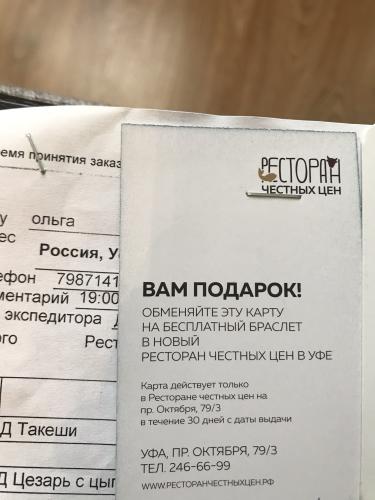 емя принятия заказ
РЕСТОРАН
ЧЕСТНЫХ ЦЕН
ольга
Россия, У
ефон 7987141
ментарий 19:00
экспедитора
ого Рест
Д Такеши
Д Цезарь с цып
ВАМ ПОДАРОК!
ОБМЕНЯЙТЕ ЭТУ КАРТУ
НА БЕСПЛАТНЫЙ БРАСЛЕТ
В НОВЫЙ
РЕСТОРАН ЧЕСТНЫХ ЦЕН В УФЕ
Карта действует только
в Ресторане честных цен на
пр. Октября, 79/3
в течение 30 дней с даты выдачи
УФА, ПР. ОКТЯБРЯ, 79/3
ТЕЛ. 246-66-99
WWW.РЕСТОРАНЧЕСТНЫХЦЕН.РФ